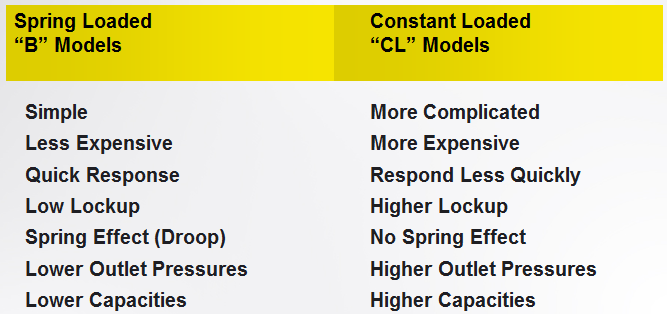 Spring Loaded
“B” Models
Constant Loaded
“CL” Models
Simple
More Complicated
Less Expensive
More Expensive
Quick Response
Respond Less Quickly
Low Lockup
Higher Lockup
Spring Effect (Droop)
No Spring Effect
Lower Outlet Pressures
Higher Outlet Pressures
Lower Capacities
Higher Capacities